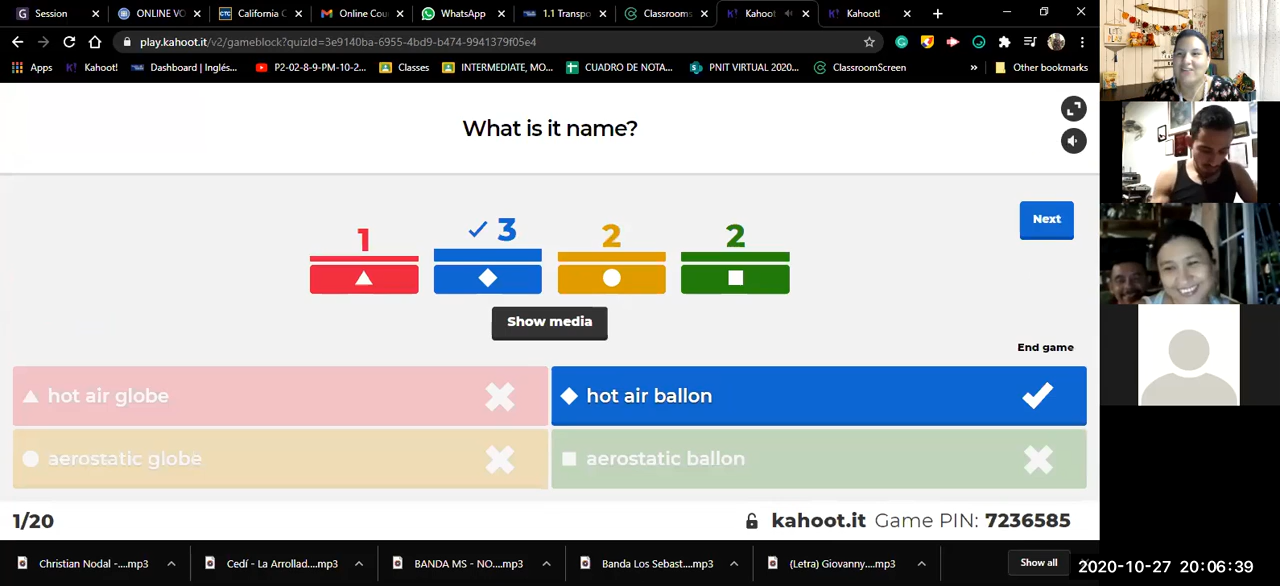 Session
ONLINE VO
California C
Online Cou
WhatsApp
1.1 Transpo
Classroom
Kahoot
Kahoot!
play.kahoot.it/v2/gameblock?quizId=3e9140ba-6955-4bd9-b474-9941379f05e4
Apps
Kahoot!
Dashboard | Inglés...
P2-02-8-9-PM-10-2...
Classes
INTERMEDIATE, MO...
CUADRO DE NOTA...
PNIT VIRTUAL 2020...
ClassroomScreen
»
Other bookmarks
What is it name?
Next
1
3
2
2
Show media
End game
hot air globe
hot air ballon
aerostatic globe
aerostatic ballon
1/20
kahoot.it Game PIN: 7236585
Christian Nodal -....mp3
Cedí - La Arrollad....mp3
BANDA MS - NO....mp3
Banda Los Sebast....mp3
(Letra) Giovanny....mp3
Show all
2020-10-27 20:06:39